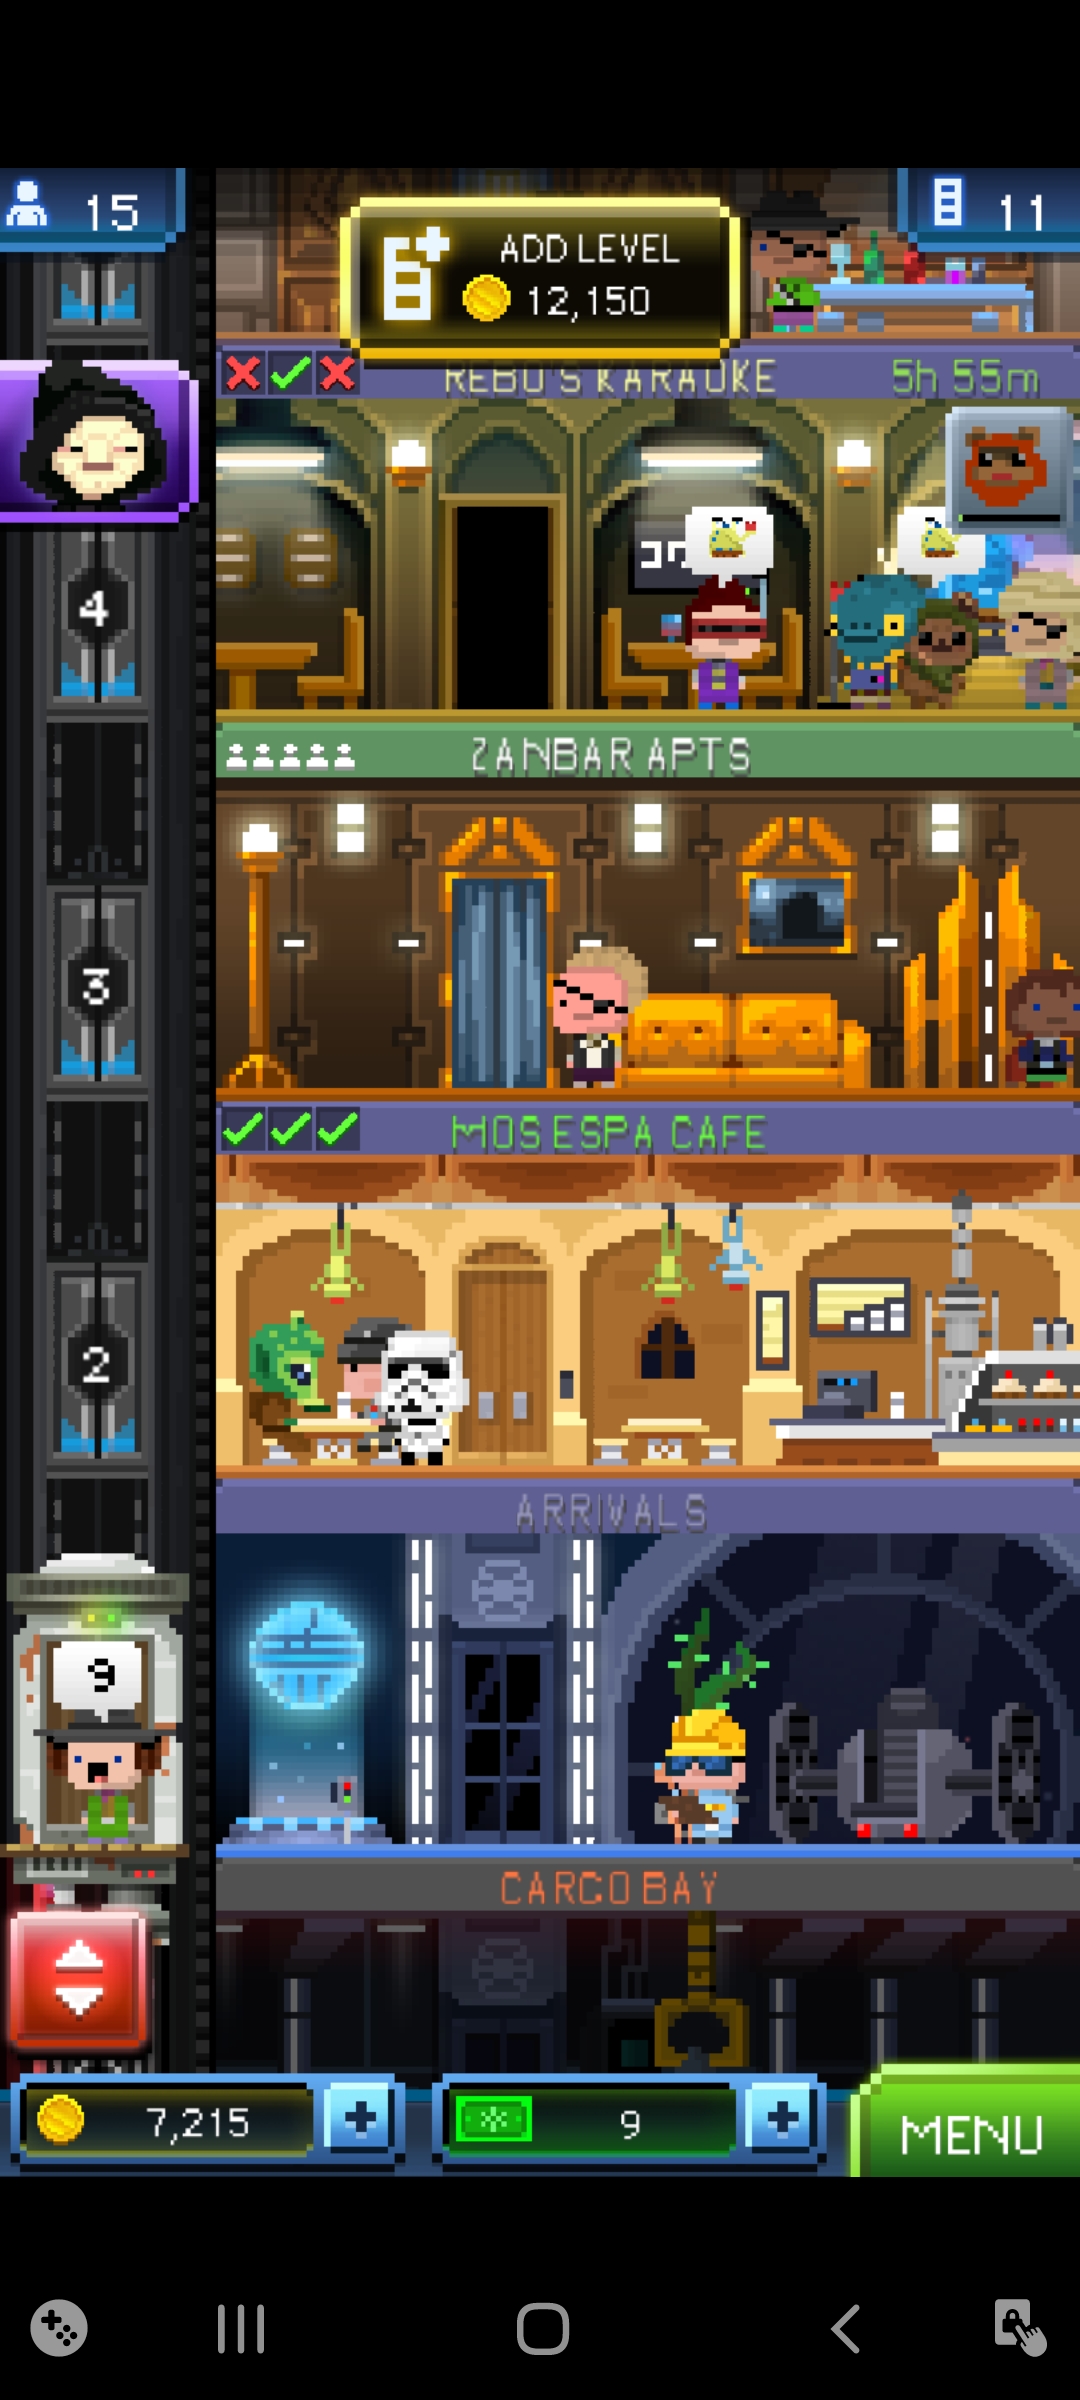 15
ADD LEVEL
12,150
11
REBO'S KARAOKE
5h 55m
4
ZANBAR APTS
3
MOS ESPA CAFE
2
ARRIVALS
9
CARGO BAY
7,215
9
MENU